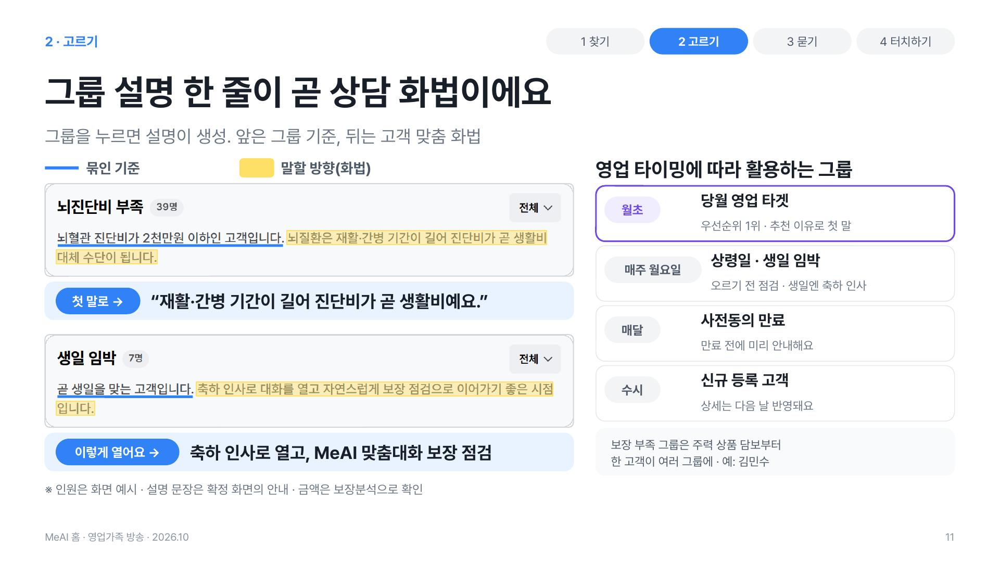 2 · 고르기
1 찾기
2 고르기
3 묻기
4 터치하기
그룹 설명 한 줄이 곧 상담 화법이에요
그룹을 누르면 설명이 생성. 앞은 그룹 기준, 뒤는 고객 맞춤 화법
묶인 기준
말할 방향(화법)
뇌진단비 부족 39명
전체
뇌혈관 진단비가 2천만원 이하인 고객입니다. 뇌질환은 재활·간병 기간이 길어 진단비가 곧 생활비
대체 수단이 됩니다.
첫 말로 → “재활·간병 기간이 길어 진단비가 곧 생활비예요.”
생일 임박 7명
전체
곧 생일을 맞는 고객입니다. 축하 인사로 대화를 열고 자연스럽게 보장 점검으로 이어가기 좋은 시점
입니다.
이렇게 열어요 → 축하 인사로 열고, MeAI 맞춤대화 보장 점검
※ 인원은 화면 예시 · 설명 문장은 확정 화면의 안내 · 금액은 보장분석으로 확인
영업 타이밍에 따라 활용하는 그룹
월초
당월 영업 타겟
우선순위 1위 · 추천 이유로 첫 말
매주 월요일
상령일 · 생일 임박
오르기 전 점검 · 생일엔 축하 인사
매달
사전동의 만료
만료 전에 미리 안내해요
수시
신규 등록 고객
상세는 다음 날 반영돼요
보장 부족 그룹은 주력 상품 담보부터
한 고객이 여러 그룹에 · 예: 김민수
MeAI 홈 · 영업가족 방송 · 2026.10
11